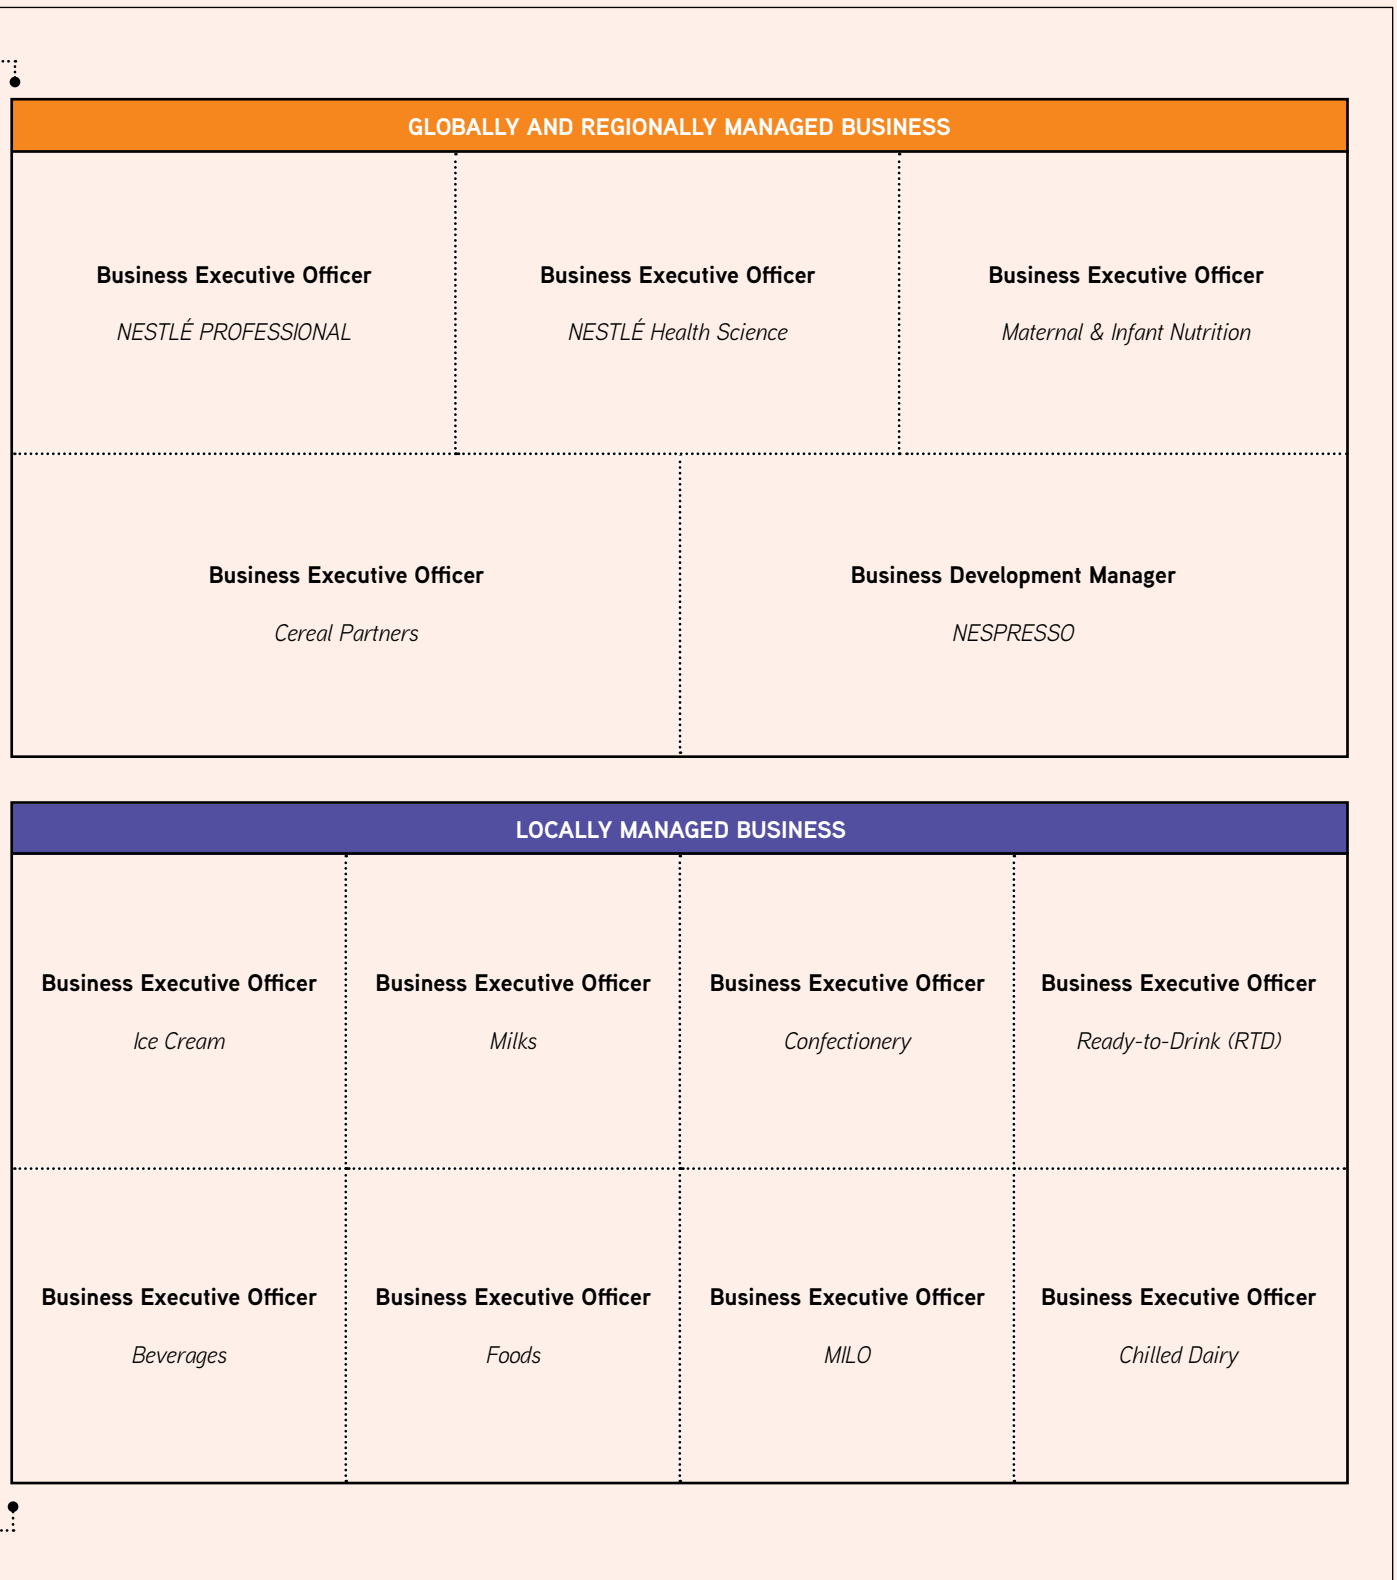 GLOBALLY AND REGIONALLY MANAGED BUSINESS
Business Executive Officer
NESTLÉ PROFESSIONAL
Business Executive Officer
NESTLÉ Health Science
Business Executive Officer
Maternal & Infant Nutrition
Business Executive Officer
Cereal Partners
Business Development Manager
NESPRESSO
LOCALLY MANAGED BUSINESS
Business Executive Officer
Ice Cream
Business Executive Officer
Milks
Business Executive Officer
Confectionery
Business Executive Officer
Ready-to-Drink (RTD)
Business Executive Officer
Beverages
Business Executive Officer
Foods
Business Executive Officer
MILO
Business Executive Officer
Chilled Dairy